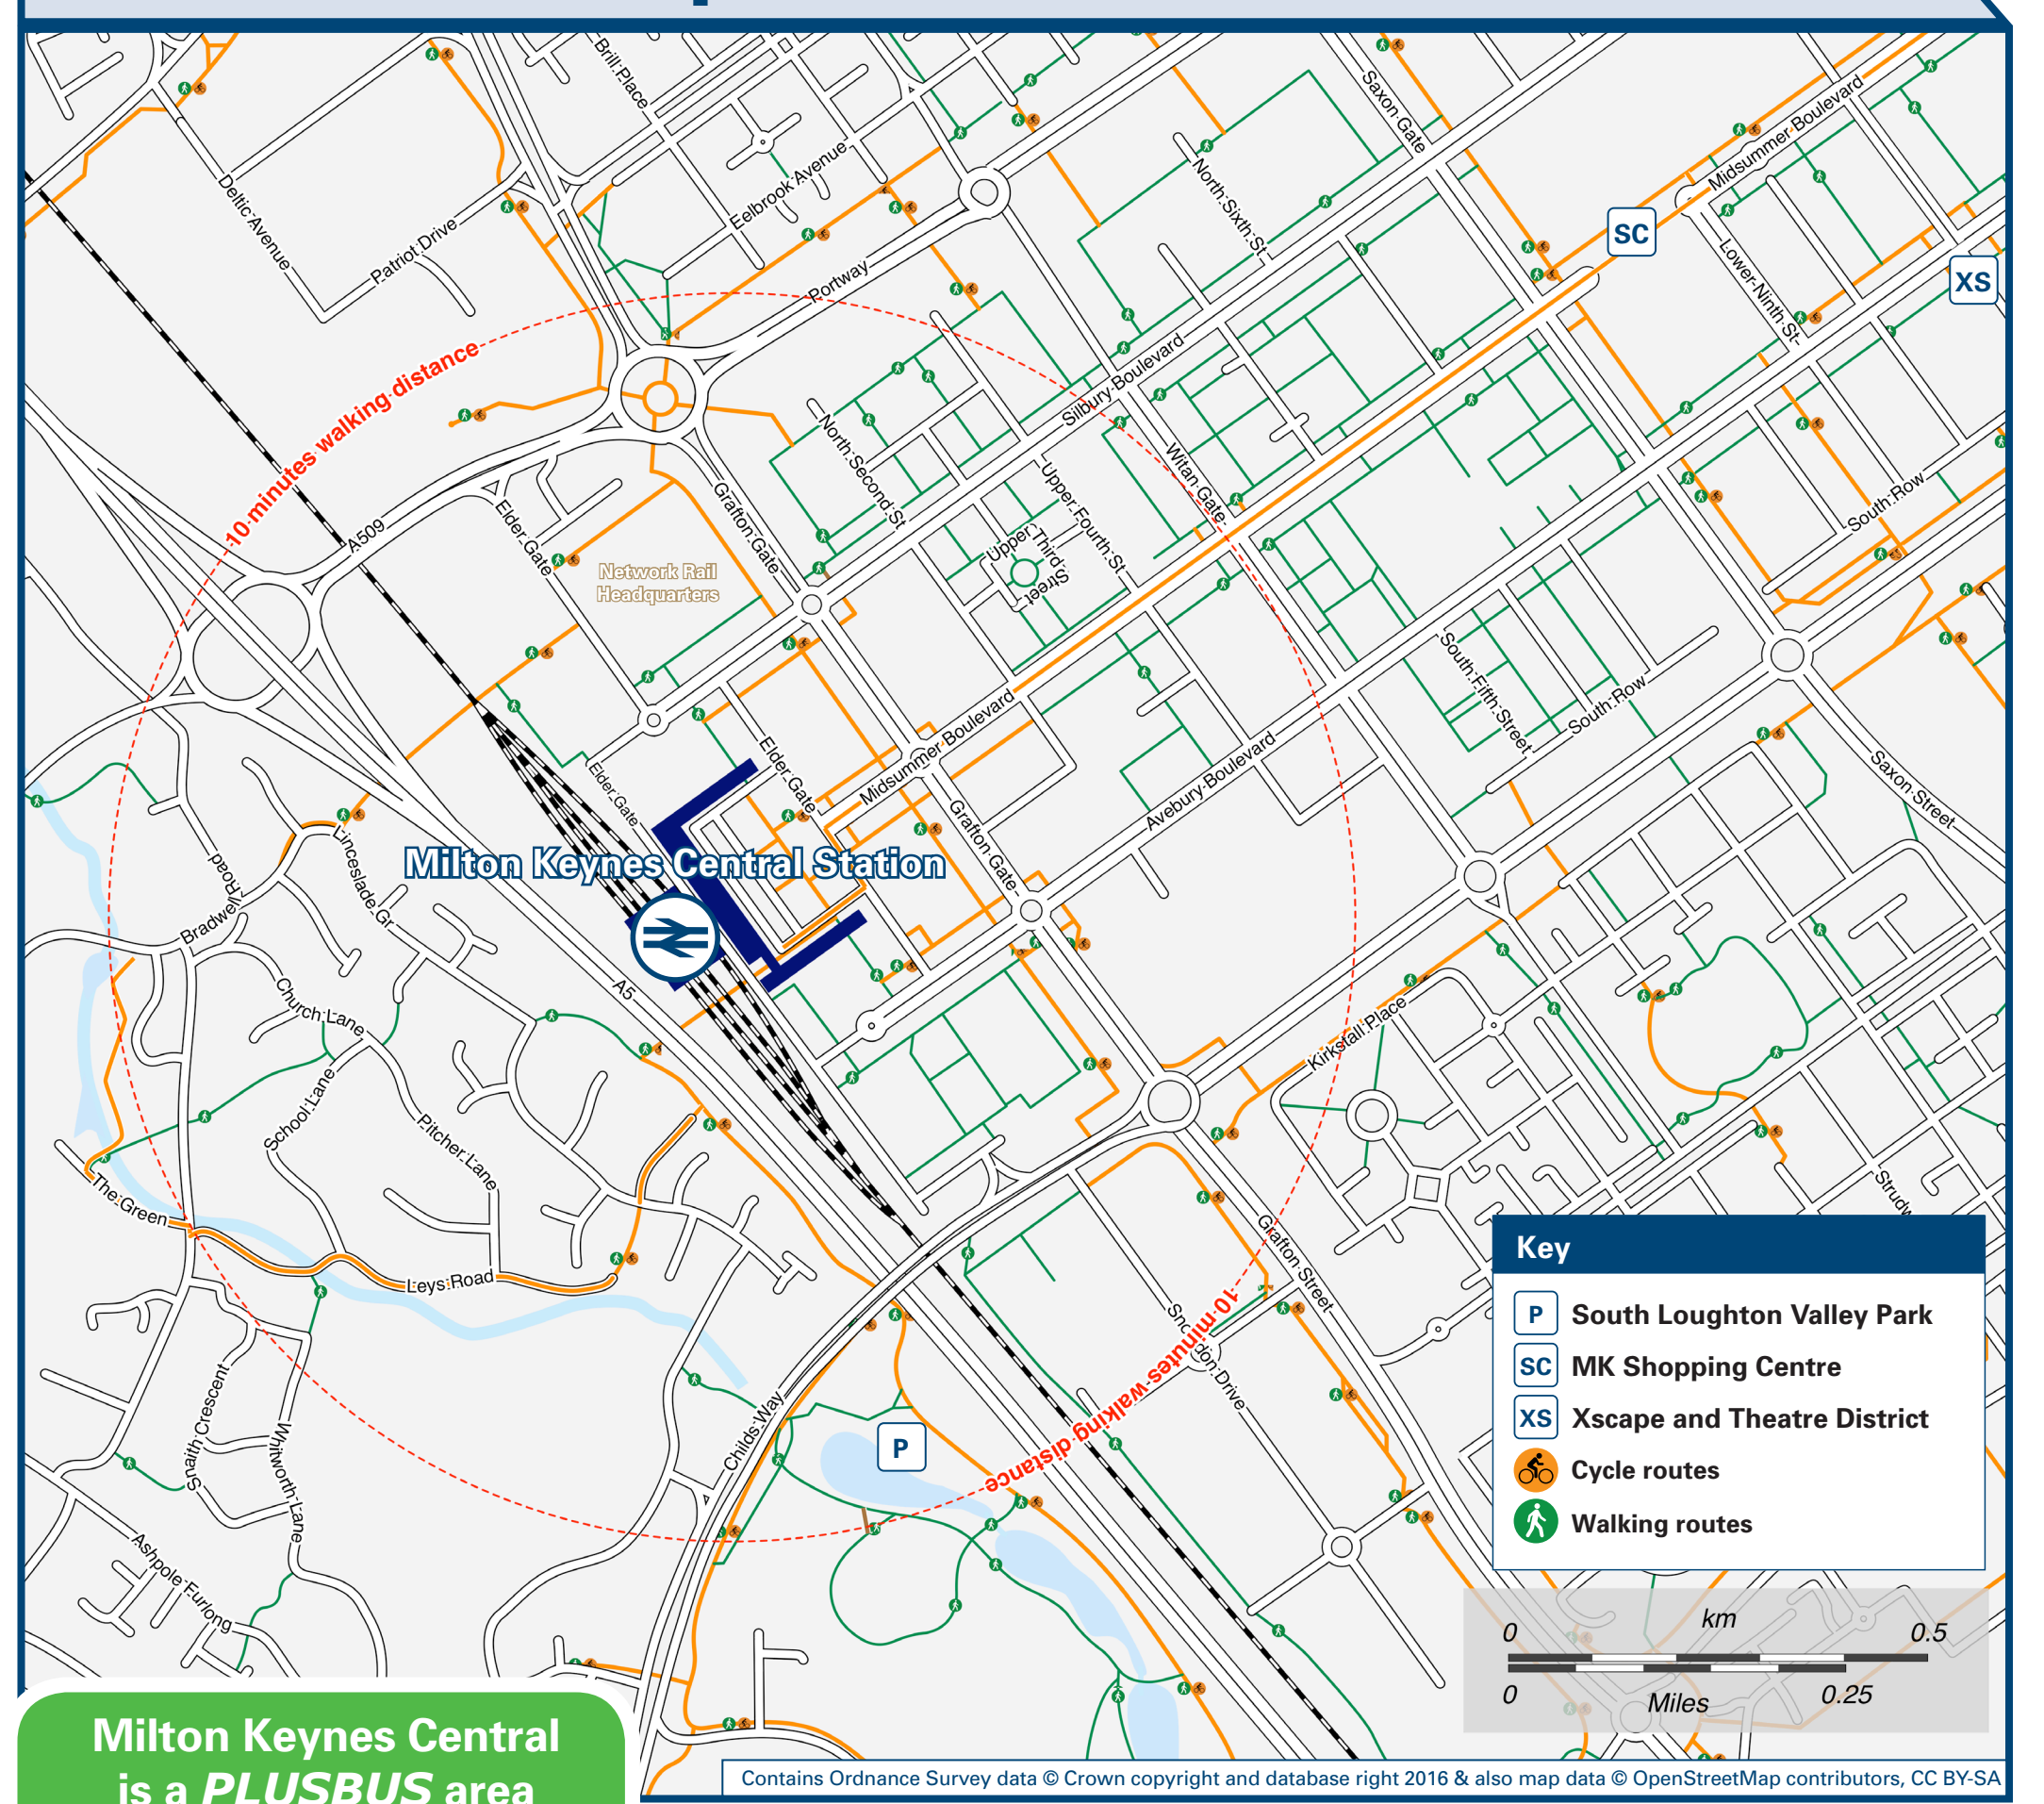 Brill Place
Saxon Gate
Midsummer Boulevard
Deltic Avenue
Patriot Drive
Eelbrook Avenue
North Sixth St
SC
XS
Lower Ninth St
Portway
10 minutes walking distance
Silbury Boulevard
North Second St
Witan Gate
Upper Fourth St
Grafton Gate
Elder Gate
A509
South Row
Upper Third Street
Network Rail
Headquarters
South Fifth Street
South Row
Elder Gate
Elder Gate
Midsummer Boulevard
Avebury Boulevard
Saxon Street
Grafton Gate
Linceslade Gr
Bradwell Road
Milton Keynes Central Station
A5
Church Lane
Kirkstall Place
School Lane
Pitcher Lane
The Green
Leys Road
Grafton Street
Snowdon Drive
10 minutes walking distance
Childs Way
P
Snaith Crescent
Whitworth Lane
Ashpole Furlong
Key
P South Loughton Valley Park
SC MK Shopping Centre
XS Xscape and Theatre District
Cycle routes
Walking routes
km
0 0.5
0 0.25
Miles
Milton Keynes Central
is a PLUSBUS area
Contains Ordnance Survey data © Crown copyright and database right 2016 & also map data © OpenStreetMap contributors, CC BY-SA